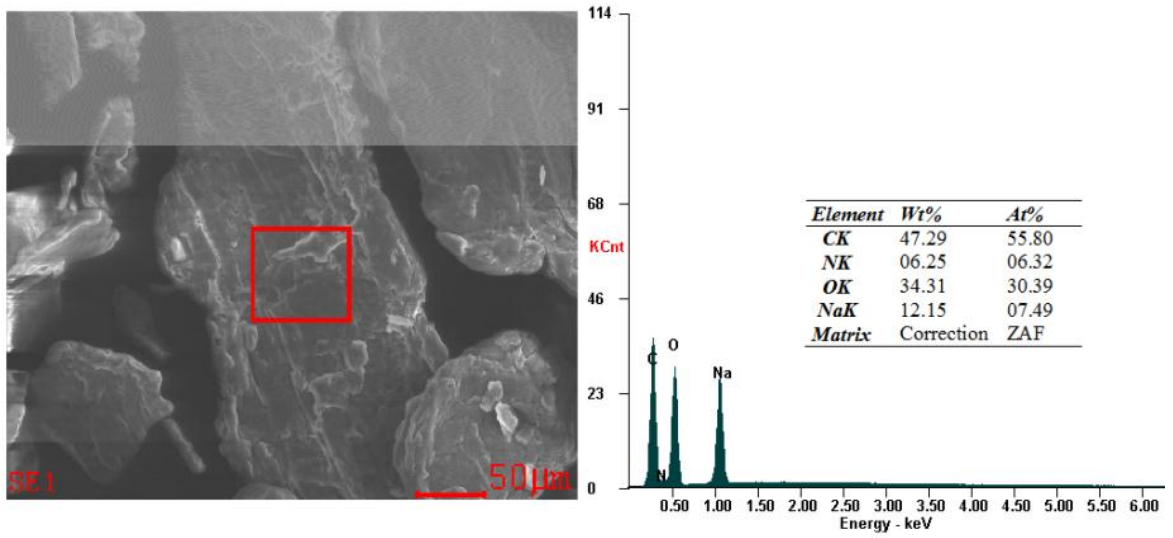 SE1
50μm
114
91
68
KCnt
46
23
0
C
O
Na
N
0.50 1.00 1.50 2.00 2.50 3.00 3.50 4.00 4.50 5.00 5.50 6.00
Energy - keV
Element Wt% At%
CK 47.29 55.80
NK 06.25 06.32
OK 34.31 30.39
NaK 12.15 07.49
Matrix Correction ZAF